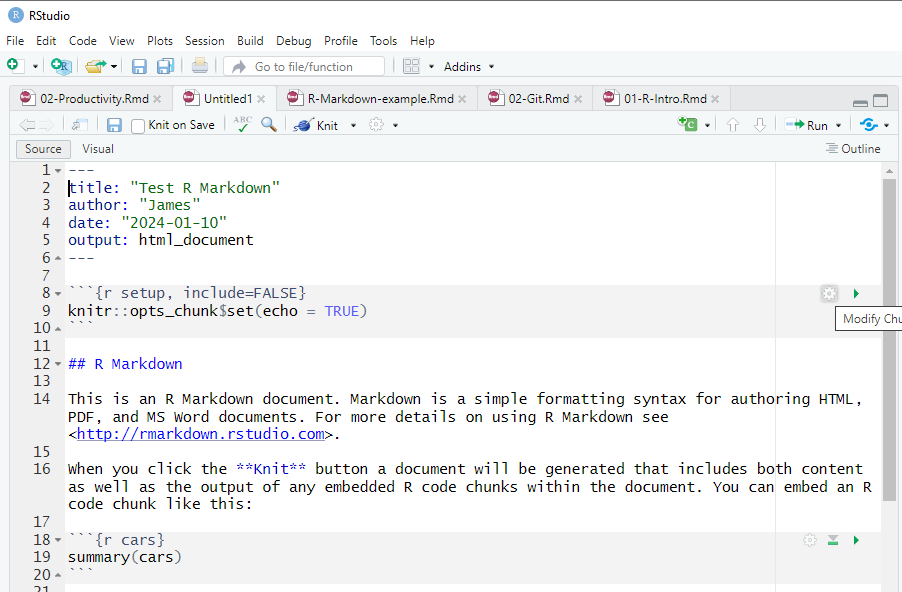 RStudio
File Edit Code View Plots Session Build Debug Profile Tools Help
Go to file/function Addins
02-Productivity.Rmd Untitled1 R-Markdown-example.Rmd 02-Git.Rmd 01-R-Intro.Rmd
Knit on Save ABC Knit Run
Source Visual Outline
1 ---
2 title: "Test R Markdown"
3 author: "James"
4 date: "2024-01-10"
5 output: html_document
6 ---
7
8 ```{r setup, include=FALSE}
9 knitr::opts_chunk$set(echo = TRUE)
10 ```
Modify Chu
11
12 ## R Markdown
13
14 This is an R Markdown document. Markdown is a simple formatting syntax for authoring HTML,
PDF, and MS Word documents. For more details on using R Markdown see
<http://rmarkdown.rstudio.com>.
15
16 When you click the **Knit** button a document will be generated that includes both content
as well as the output of any embedded R code chunks within the document. You can embed an R
code chunk like this:
17
18 ```{r cars}
19 summary(cars)
20 ```
21